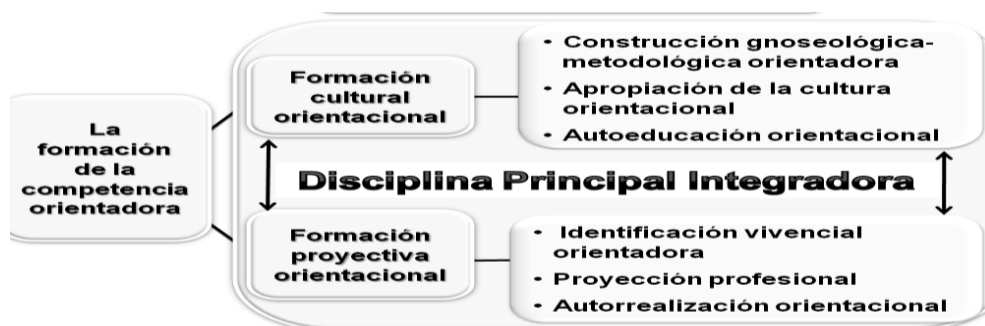 La
formación
de la
competencia
orientadora
Formación
cultural
orientacional
• Construcción gnoseológica-
metodológica orientadora
• Apropiación de la cultura
orientacional
• Autoeducación orientacional
Disciplina Principal Integradora
Formación
proyectiva
orientacional
• Identificación vivencial
orientadora
• Proyección profesional
• Autorrealización orientacional